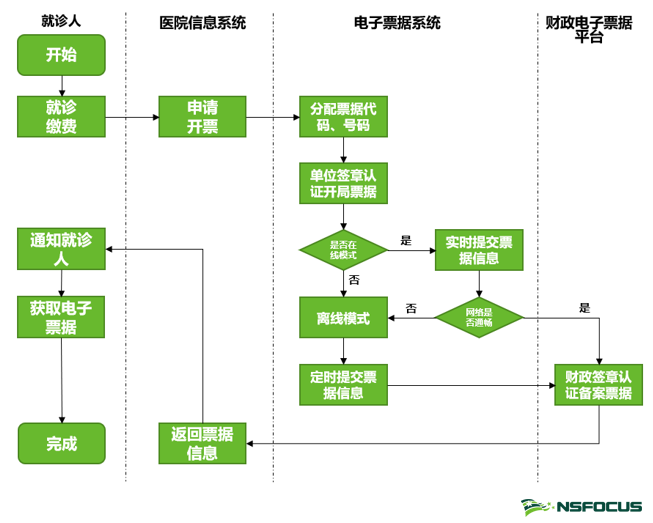 就诊人
医院信息系统
电子票据系统
财政电子票据
平台
开始
就诊
缴费
申请
开票
分配票据代
码、号码
单位签章认
证开局票据
通知就诊
人
是否在
线模式
是
实时提交票
据信息
否
获取电子
票据
离线模式
否
网络是
否通畅
是
定时提交票
据信息
财政签章认
证备案票据
完成
返回票据
信息
NSFOCUS